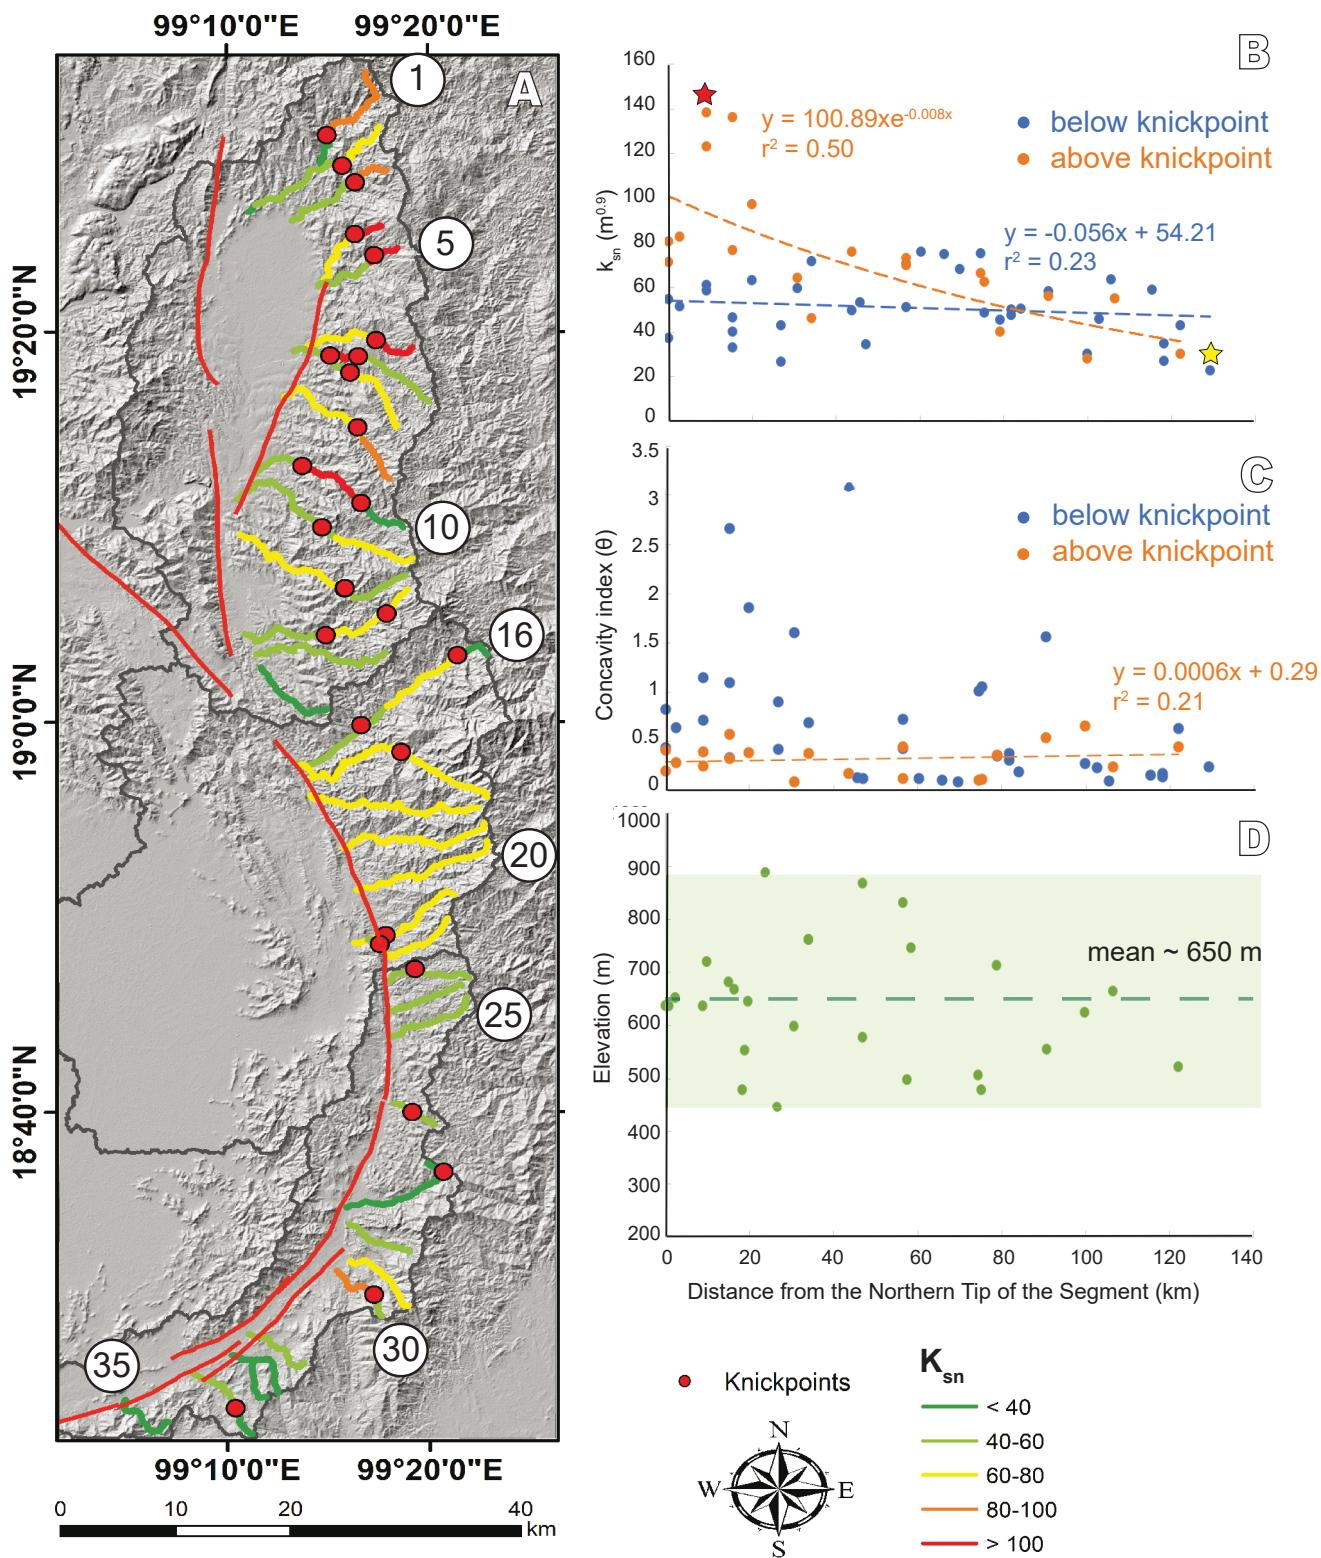 99°10'0"E
99°20'0"E
A
1
5
10
16
20
25
30
35
19°20'0"N
19°0'0"N
18°40'0"N
99°10'0"E
99°20'0"E
0
10
20
40
km
B
160
140
120
100
80
60
40
20
0
ksn (m0.9)
y = 100.89xe-0.008x
r2 = 0.50
below knickpoint
above knickpoint
y = -0.056x + 54.21
r2 = 0.23
C
3.5
3
2.5
2
1.5
1
0.5
0
Concavity index (θ)
below knickpoint
above knickpoint
y = 0.0006x + 0.29
r2 = 0.21
D
1000
900
800
700
600
500
400
300
200
Elevation (m)
mean ~ 650 m
0
20
40
60
80
100
120
140
Distance from the Northern Tip of the Segment (km)
Knickpoints
N
W
E
S
Ksn
< 40
40-60
60-80
80-100
> 100